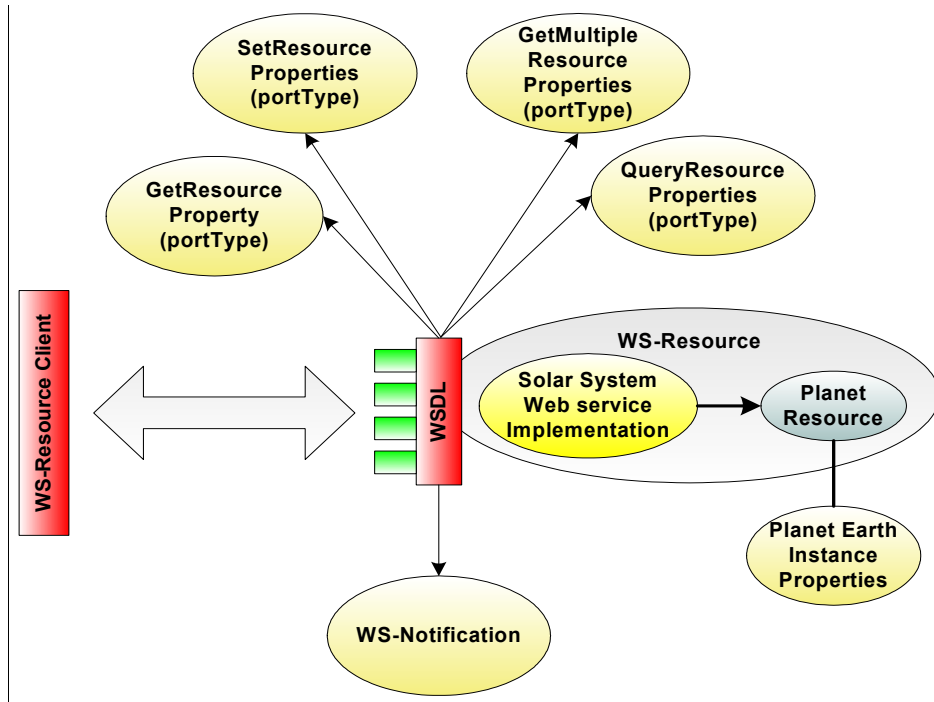 SetResource
Properties
(portType)
GetMultiple
Resource
Properties
(portType)
GetResource
Property
(portType)
QueryResource
Properties
(portType)
WS-Resource Client
WSDL
WS-Resource
Solar System
Web service
Implementation
Planet
Resource
Planet Earth
Instance
Properties
WS-Notification